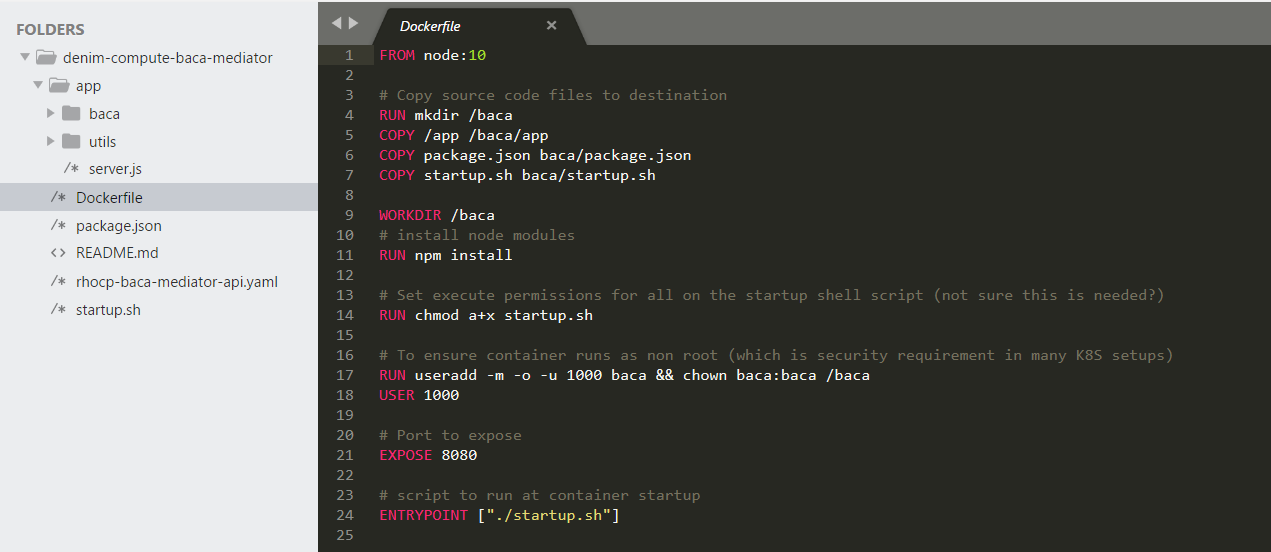 FOLDERS
denim-compute-baca-mediator
app
baca
utils
/* server.js
/* Dockerfile
/* package.json
<> README.md
/* rhocp-baca-mediator-api.yaml
/* startup.sh
Dockerfile ×
1 FROM node:10
2
3 # Copy source code files to destination
4 RUN mkdir /baca
5 COPY /app /baca/app
6 COPY package.json baca/package.json
7 COPY startup.sh baca/startup.sh
8
9 WORKDIR /baca
10 # install node modules
11 RUN npm install
12
13 # Set execute permissions for all on the startup shell script (not sure this is needed?)
14 RUN chmod a+x startup.sh
15
16 # To ensure container runs as non root (which is security requirement in many K8S setups)
17 RUN useradd -m -o -u 1000 baca && chown baca:baca /baca
18 USER 1000
19
20 # Port to expose
21 EXPOSE 8080
22
23 # script to run at container startup
24 ENTRYPOINT ["./startup.sh"]
25